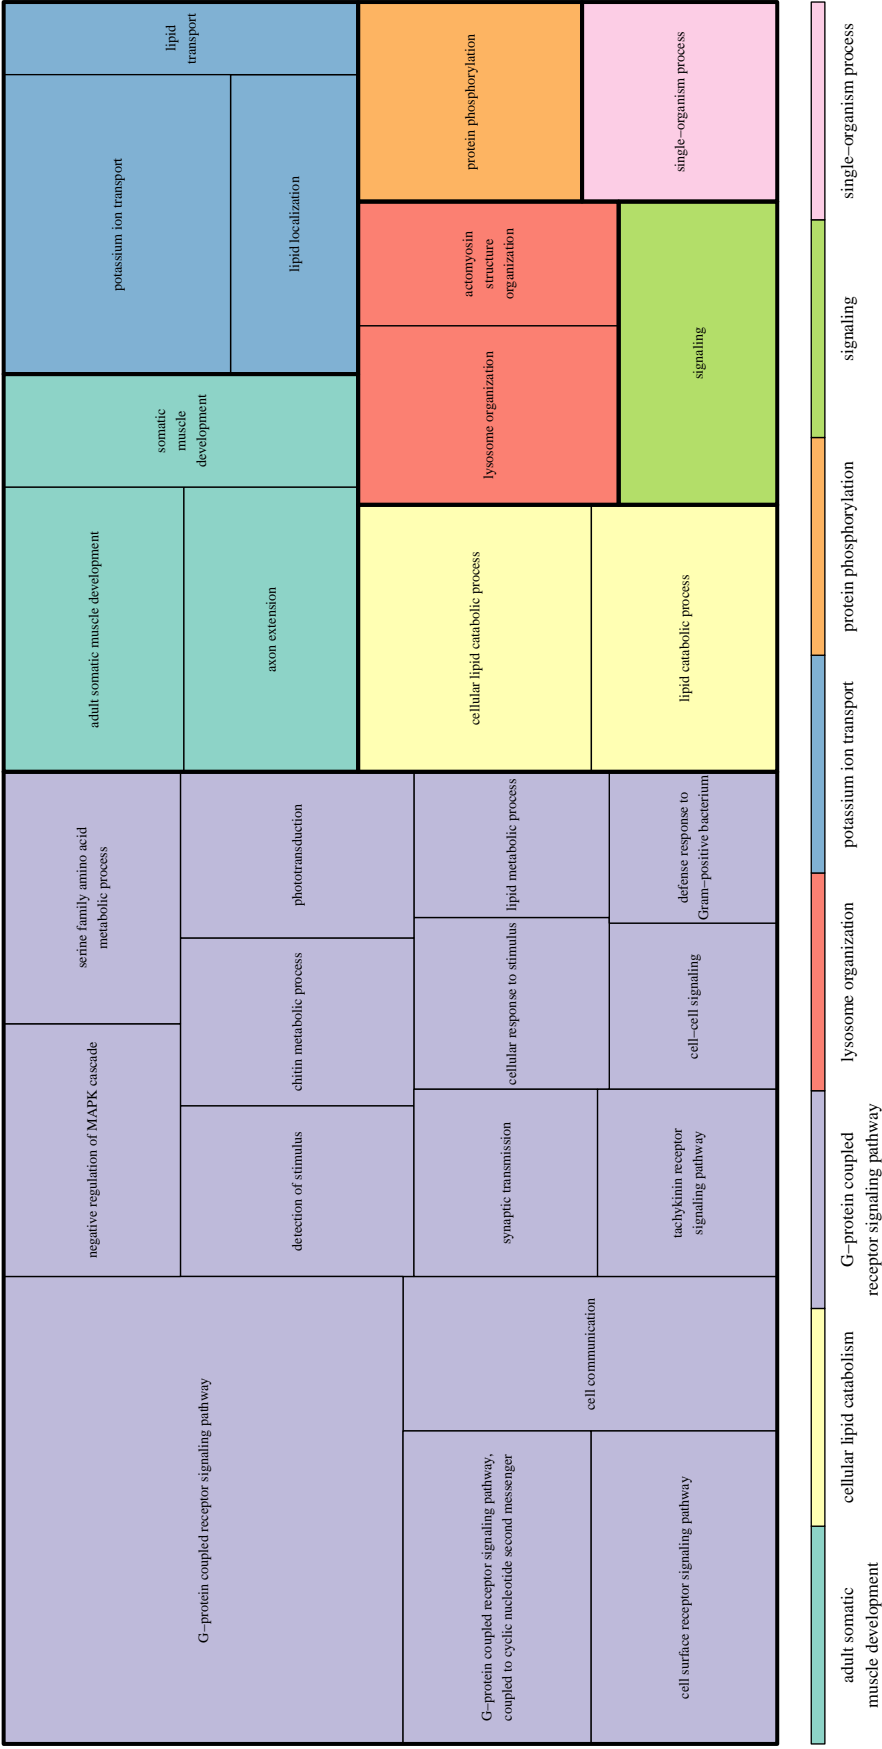 G−protein coupled receptor signaling pathway
G−protein coupled receptor signaling pathway,
coupled to cyclic nucleotide second messenger
cell surface receptor signaling pathway
cell communication
negative regulation of MAPK cascade
serine family amino acid
metabolic process
detection of stimulus
chitin metabolic process
phototransduction
synaptic transmission
tachykinin receptor
signaling pathway
cellular response to stimulus
lipid metabolic process
cell−cell signaling
defense response to
Gram−positive bacterium
adult somatic muscle development
axon extension
somatic
muscle
development
potassium ion transport
lipid localization
lipid
transport
cellular lipid catabolic process
lipid catabolic process
lysosome organization
actomyosin
structure
organization
signaling
protein phosphorylation
single−organism process
adult somatic
muscle development
cellular lipid catabolism
G−protein coupled
receptor signaling pathway
lysosome organization
potassium ion transport
protein phosphorylation
signaling
single−organism process